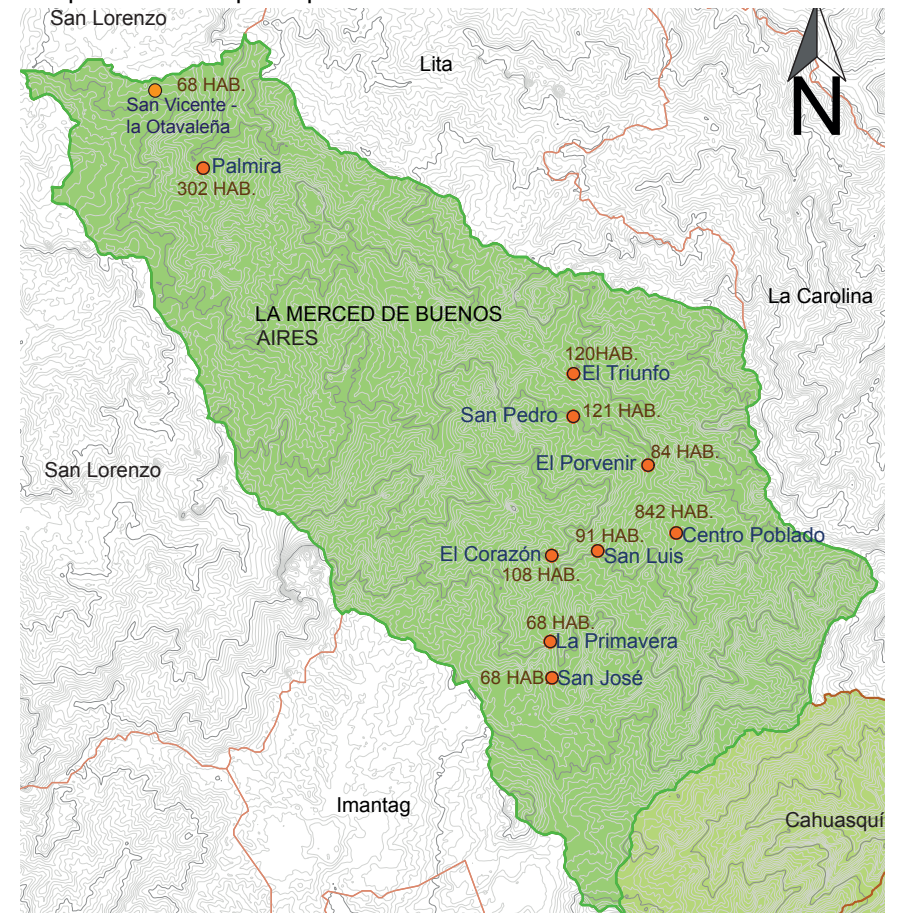 San Lorenzo
Lita
N
68 HAB.
San Vicente -
la Otavaleña
Palmira
302 HAB.
La Carolina
LA MERCED DE BUENOS
AIRES
120HAB.
El Triunfo
San Pedro
121 HAB.
84 HAB.
El Porvenir
San Lorenzo
842 HAB.
Centro Poblado
91 HAB.
San Luis
El Corazón
108 HAB.
68 HAB.
La Primavera
68 HAB.
San José
Imantag
Cahuasquí